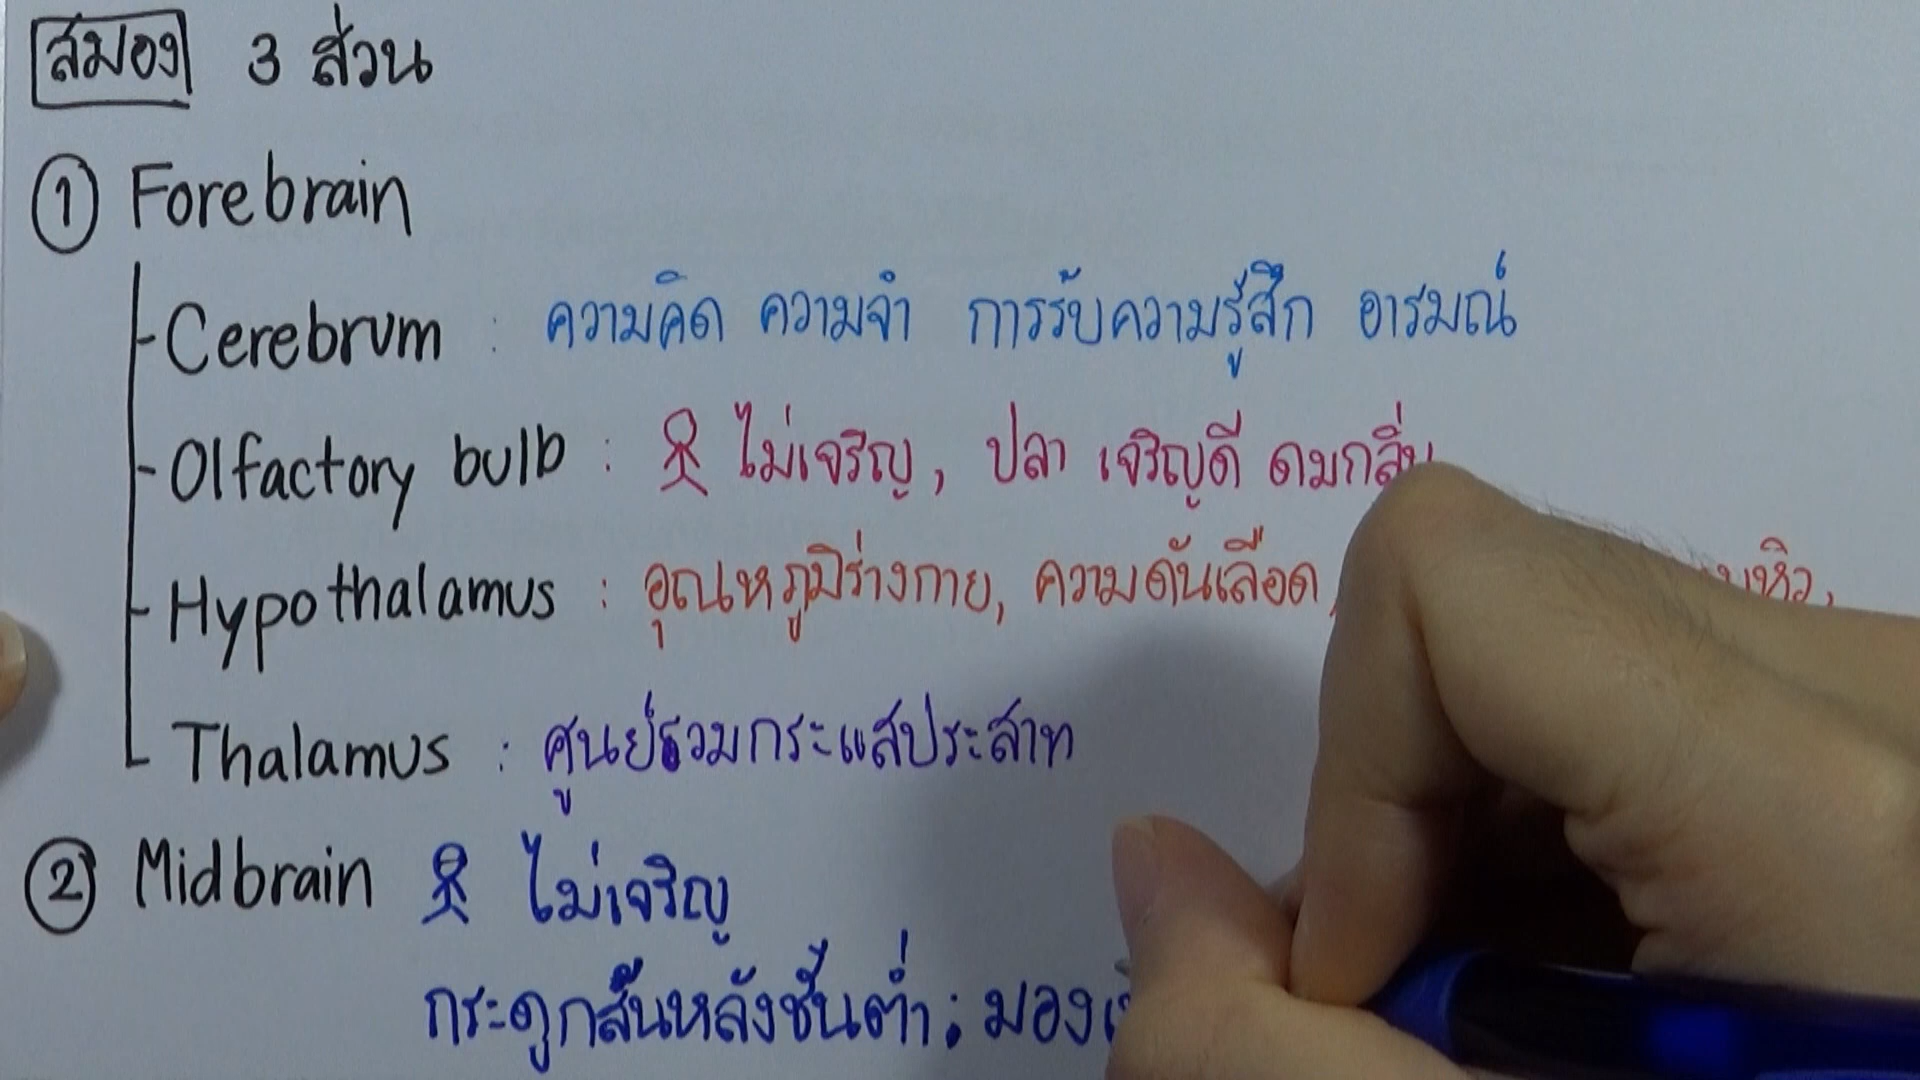 สมอง 3 ส่วน
① Forebrain
- Cerebrum : ความคิด ความจำ การรับความรู้สึก อารมณ์
- Olfactory bulb : ไม่เจริญ, ปลา เจริญดี ดมกลิ่น
- Hypothalamus : อุณหภูมิร่างกาย, ความดันเลือด,
- Thalamus : ศูนย์รวมกระแสประสาท
② Midbrain ไม่เจริญ
กระดูกสันหลังชั้นต่ำ : มอง